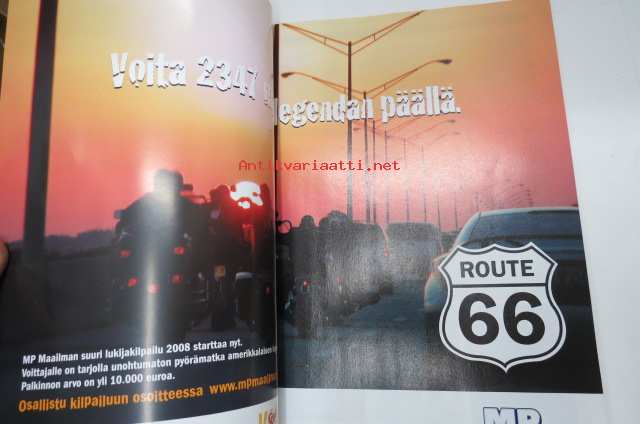 Voita 2347
legendan päällä.
Antikvariaatti.net
ROUTE
66
MP Maailman suuri lukijakilpailu 2008 starttaa nyt.
Voittajalle on tarjolla unohtumaton pyörämatka amerikkalaisen
Palkinnon arvo on yli 10.000 euroa.
Osallistu kilpailuun osoitteessa
MP